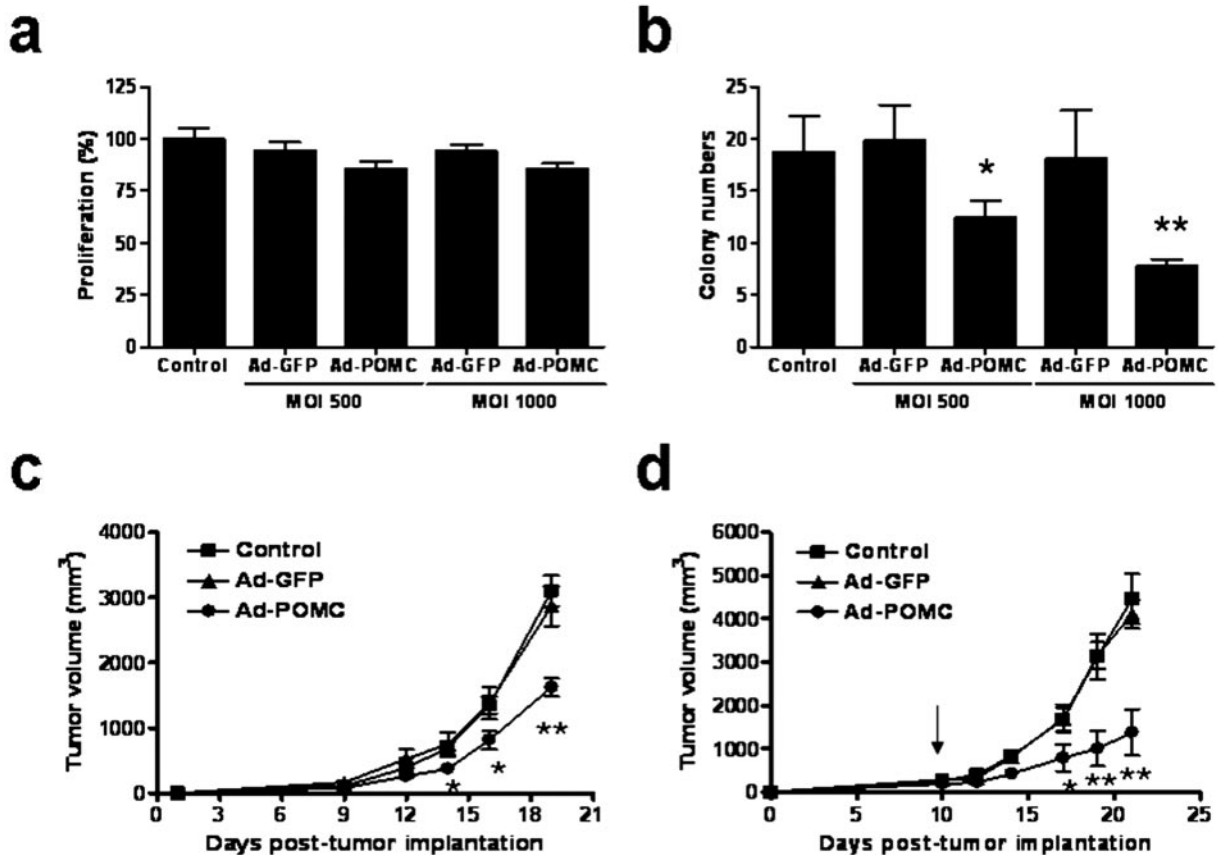 a
Proliferation (%)
125
100
75
50
25
0
Control
Ad-GFP
Ad-POMC
Ad-GFP
Ad-POMC
MOI 500
MOI 1000
b
Colony numbers
25
20
15
10
5
0
*
**
Control
Ad-GFP
Ad-POMC
Ad-GFP
Ad-POMC
MOI 500
MOI 1000
c
Tumor volume (mm³)
4000
3000
2000
1000
0
Control
Ad-GFP
Ad-POMC
*
*
**
0
3
6
9
12
15
18
21
Days post-tumor implantation
d
Tumor volume (mm³)
6000
5000
4000
3000
2000
1000
0
Control
Ad-GFP
Ad-POMC
*
**
**
0
5
10
15
20
25
Days post-tumor implantation